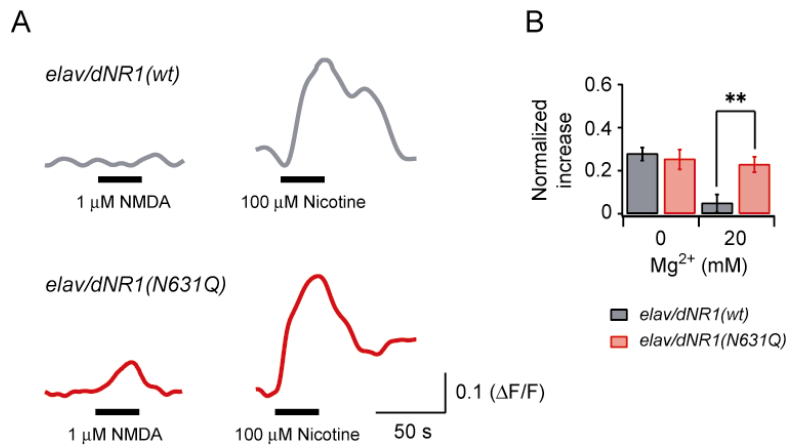 A
elav/dNR1(wt)
1 μM NMDA
100 μM Nicotine
elav/dNR1(N631Q)
1 μM NMDA
100 μM Nicotine
0.1 (ΔF/F)
50 s
B
Normalized
increase
0.6
0.4
0.2
0
**
0
20
Mg²⁺ (mM)
elav/dNR1(wt)
elav/dNR1(N631Q)